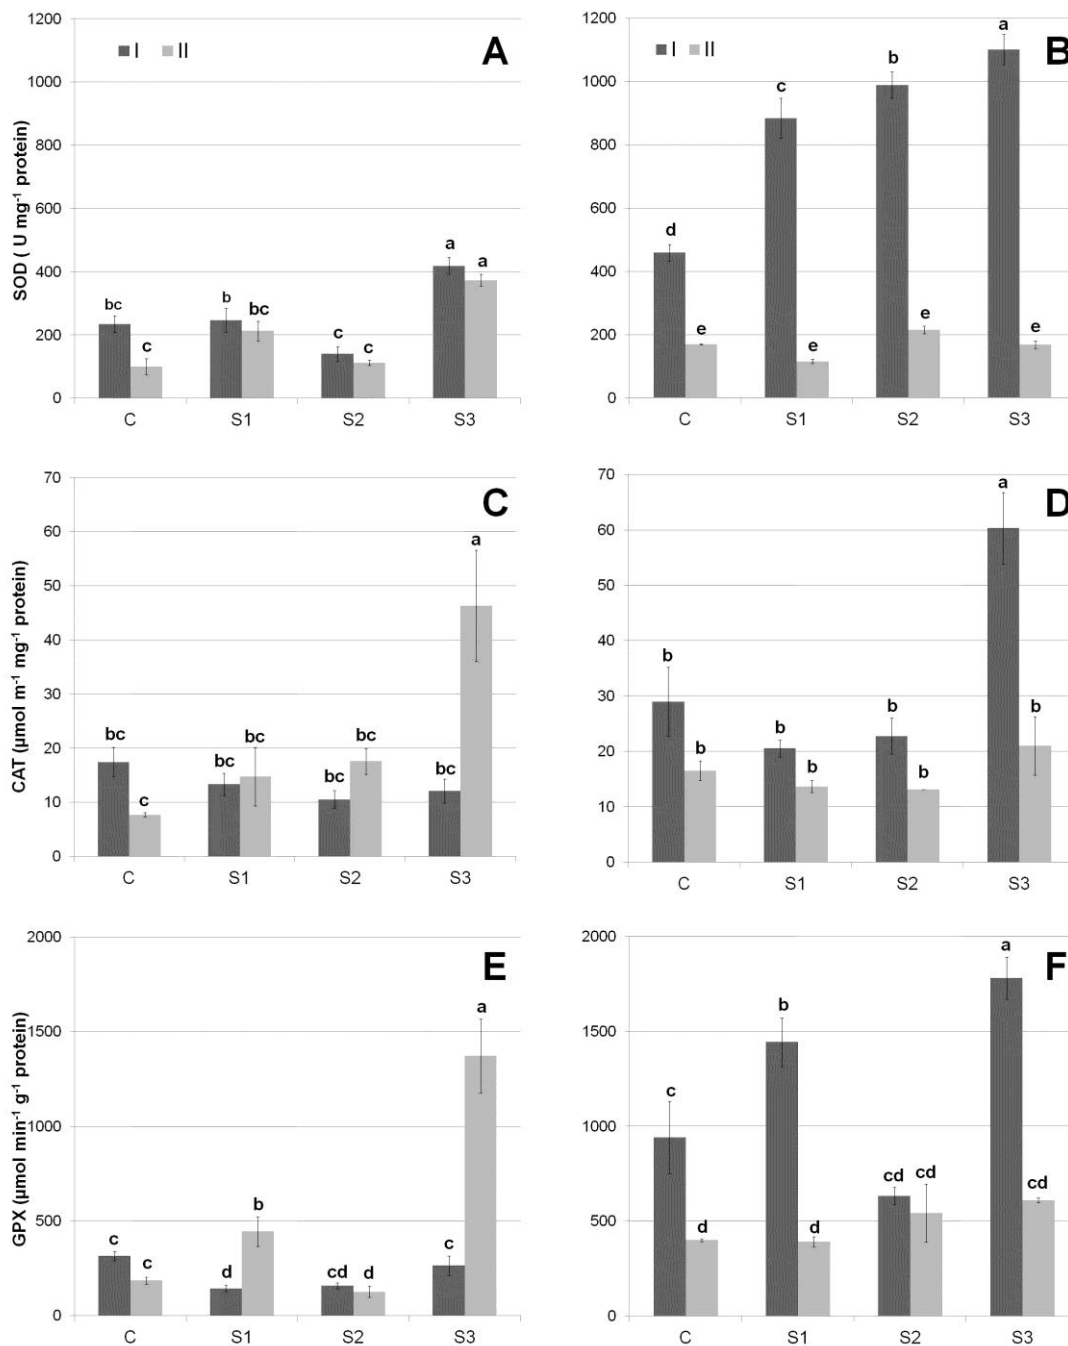 1200
1000
800
600
400
200
0
SOD ( U mg⁻¹ protein)
I II
A
bc
c
b
bc
c
c
a
a
C S1 S2 S3
1200
1000
800
600
400
200
0
I II
B
d
e
c
e
b
e
a
e
C S1 S2 S3
70
60
50
40
30
20
10
0
CAT (µmol m⁻¹ mg⁻¹ protein)
C
bc
c
bc
bc
bc
bc
bc
a
C S1 S2 S3
70
60
50
40
30
20
10
0
D
b
b
b
b
b
b
a
b
C S1 S2 S3
2000
1500
1000
500
0
GPX (µmol min⁻¹ g⁻¹ protein)
E
c
c
d
b
cd
d
c
a
C S1 S2 S3
2000
1500
1000
500
0
F
c
d
b
d
cd
cd
a
cd
C S1 S2 S3